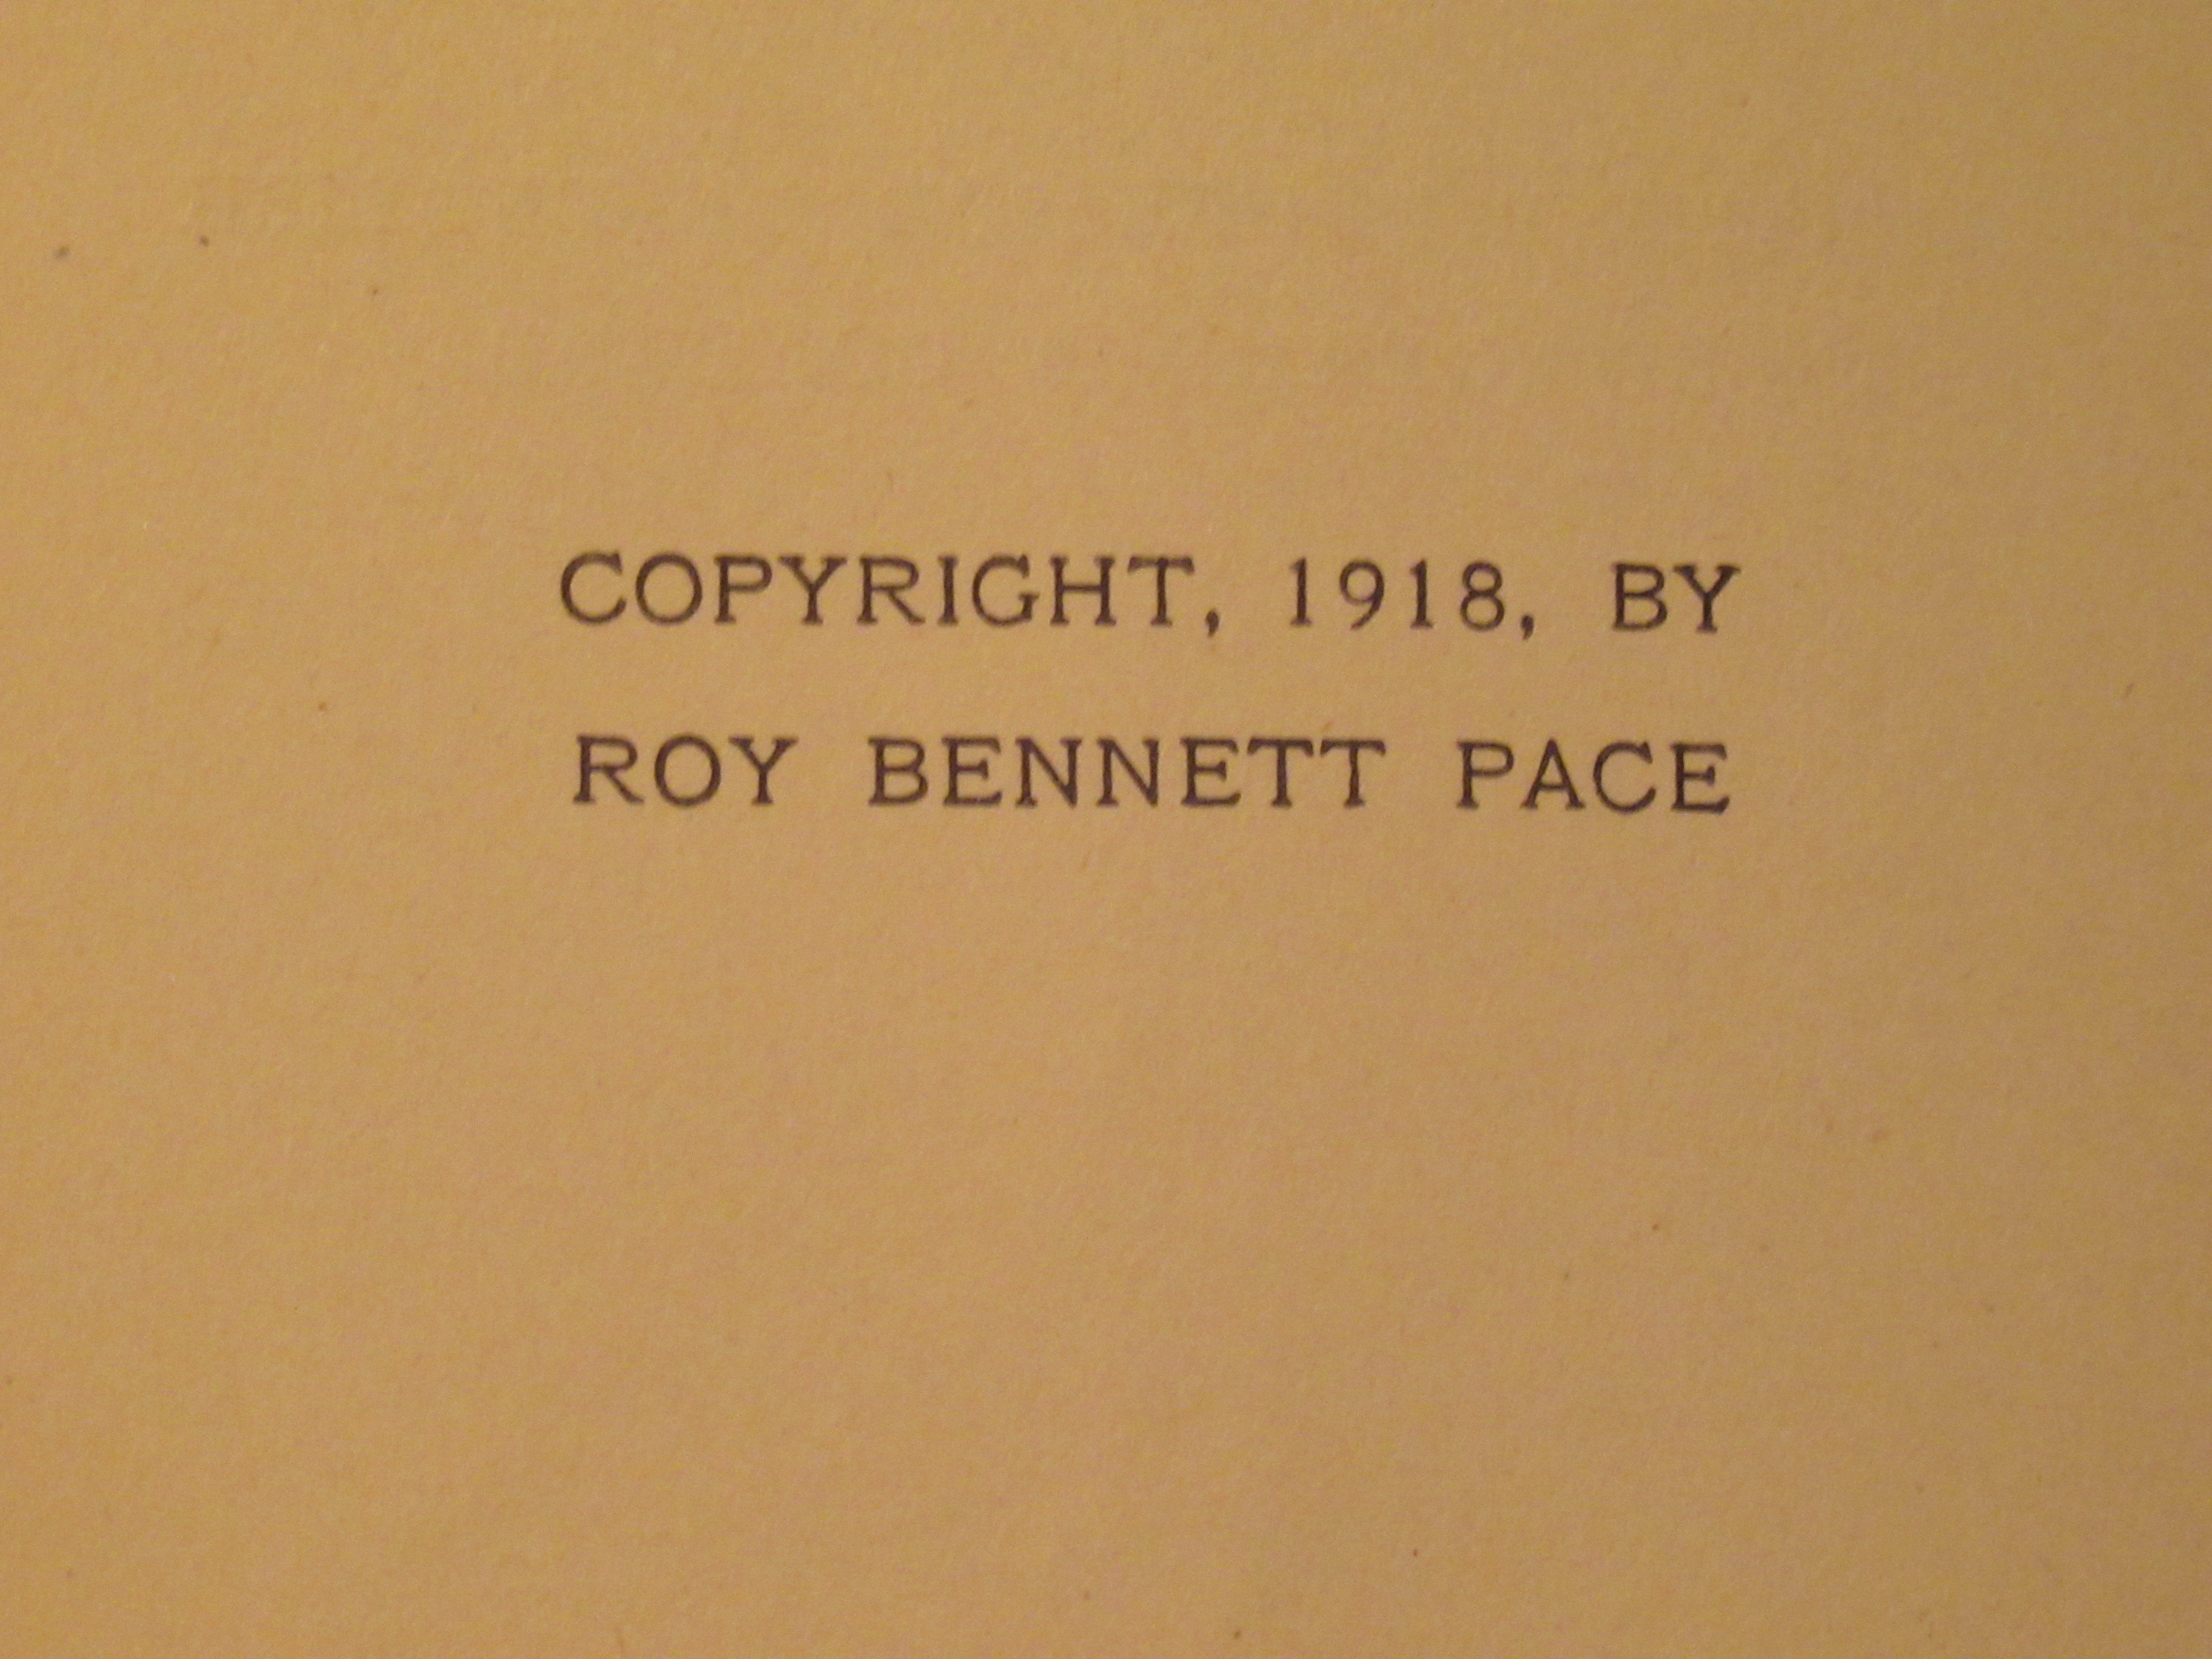 COPYRIGHT, 1918, BY
ROY BENNETT PACE